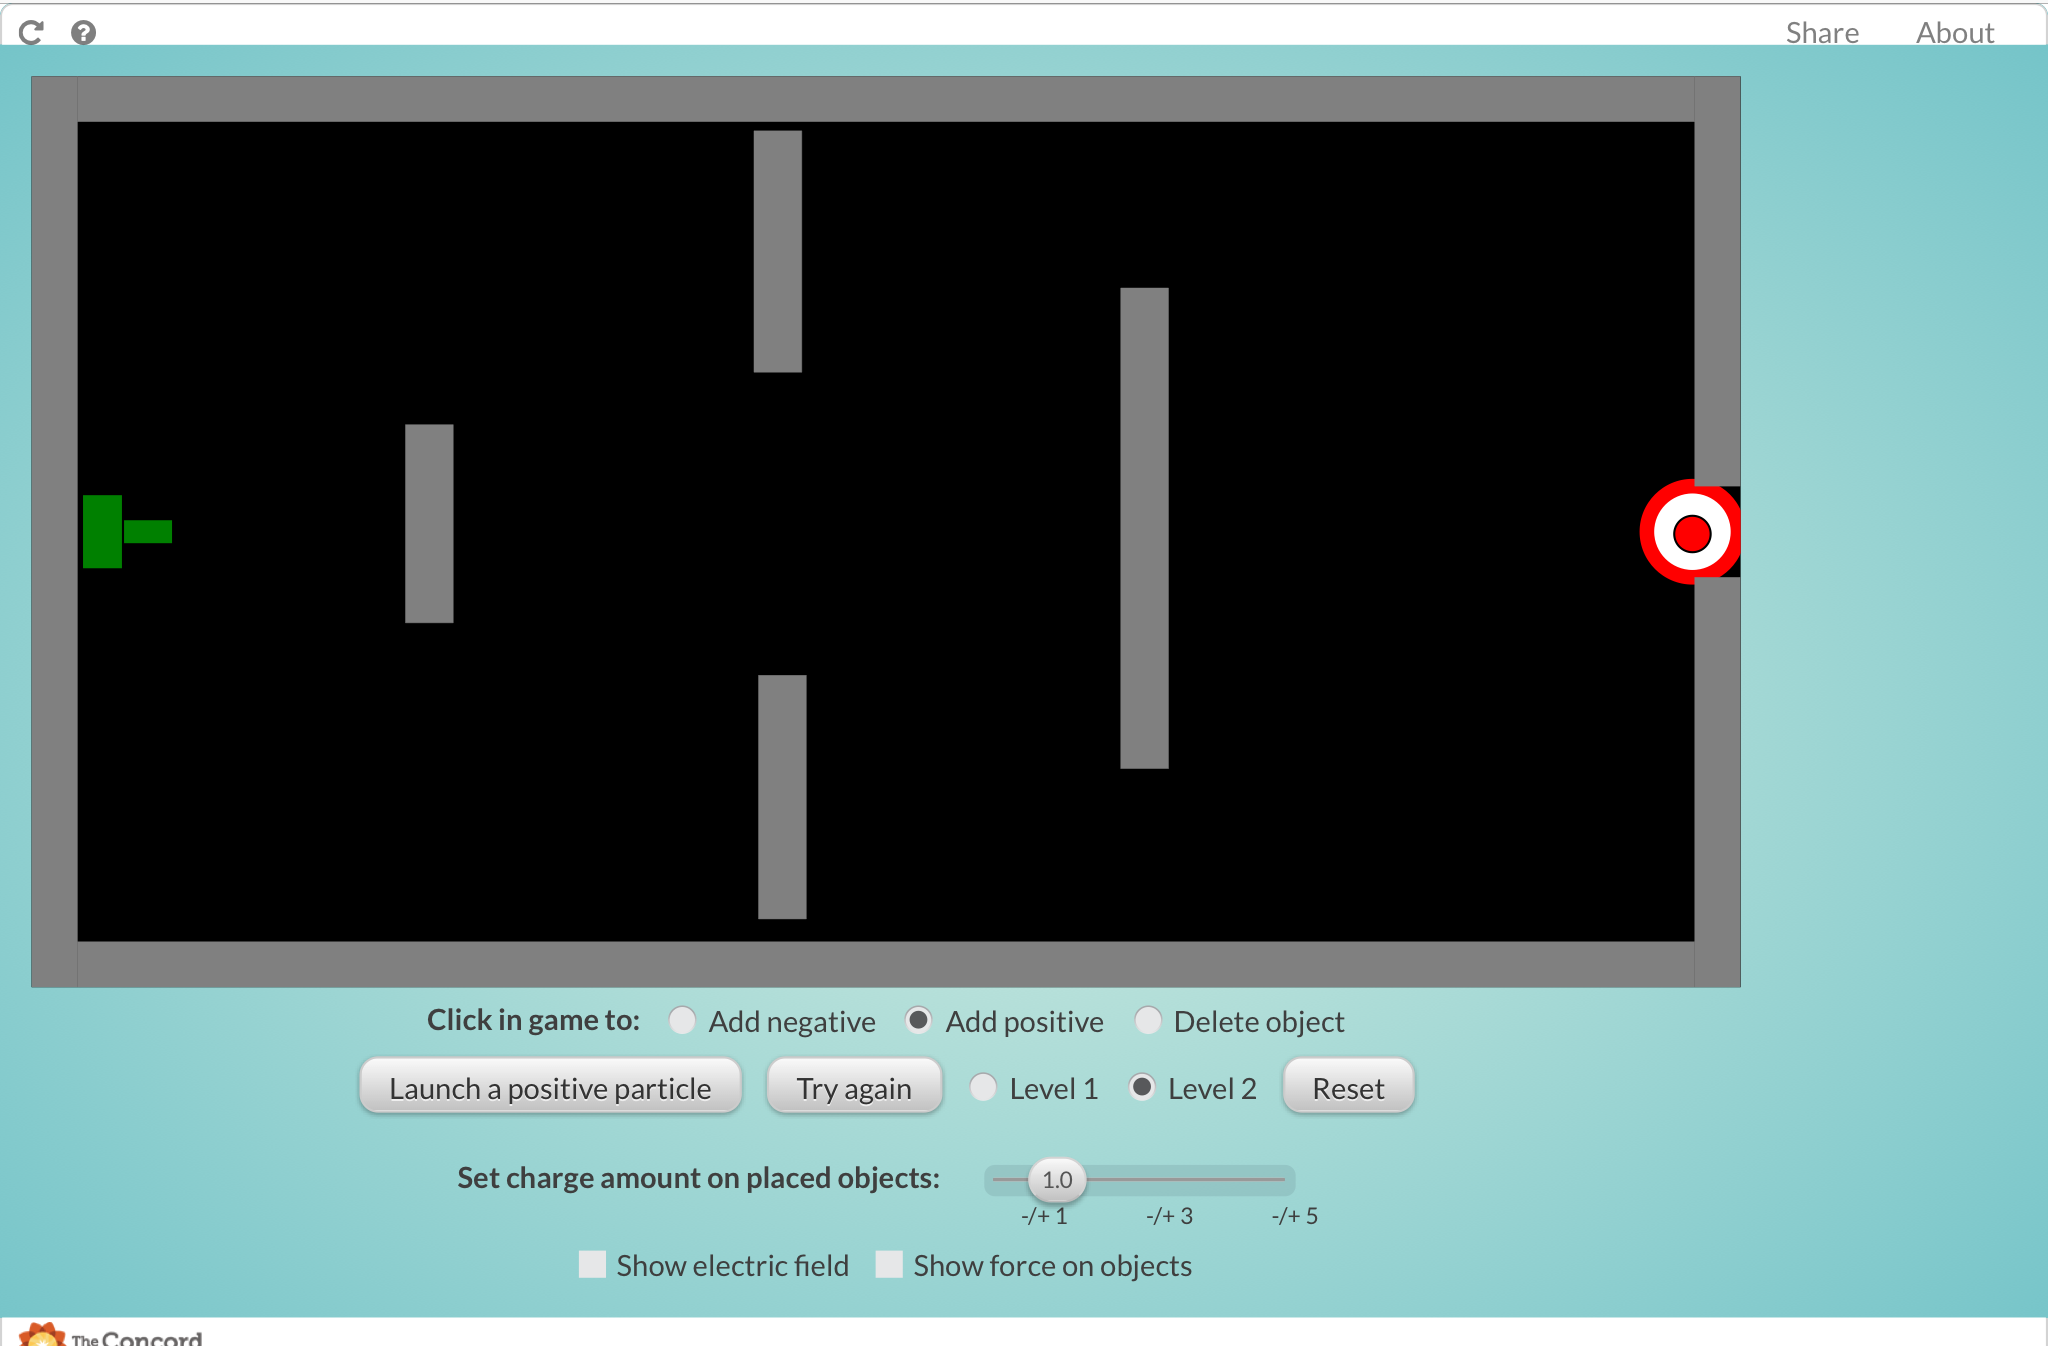 Share About
Click in game to: Add negative Add positive Delete object
Launch a positive particle Try again Level 1 Level 2 Reset
Set charge amount on placed objects: 1.0
-/+ 1 -/+ 3 -/+ 5
Show electric field Show force on objects
The Concord